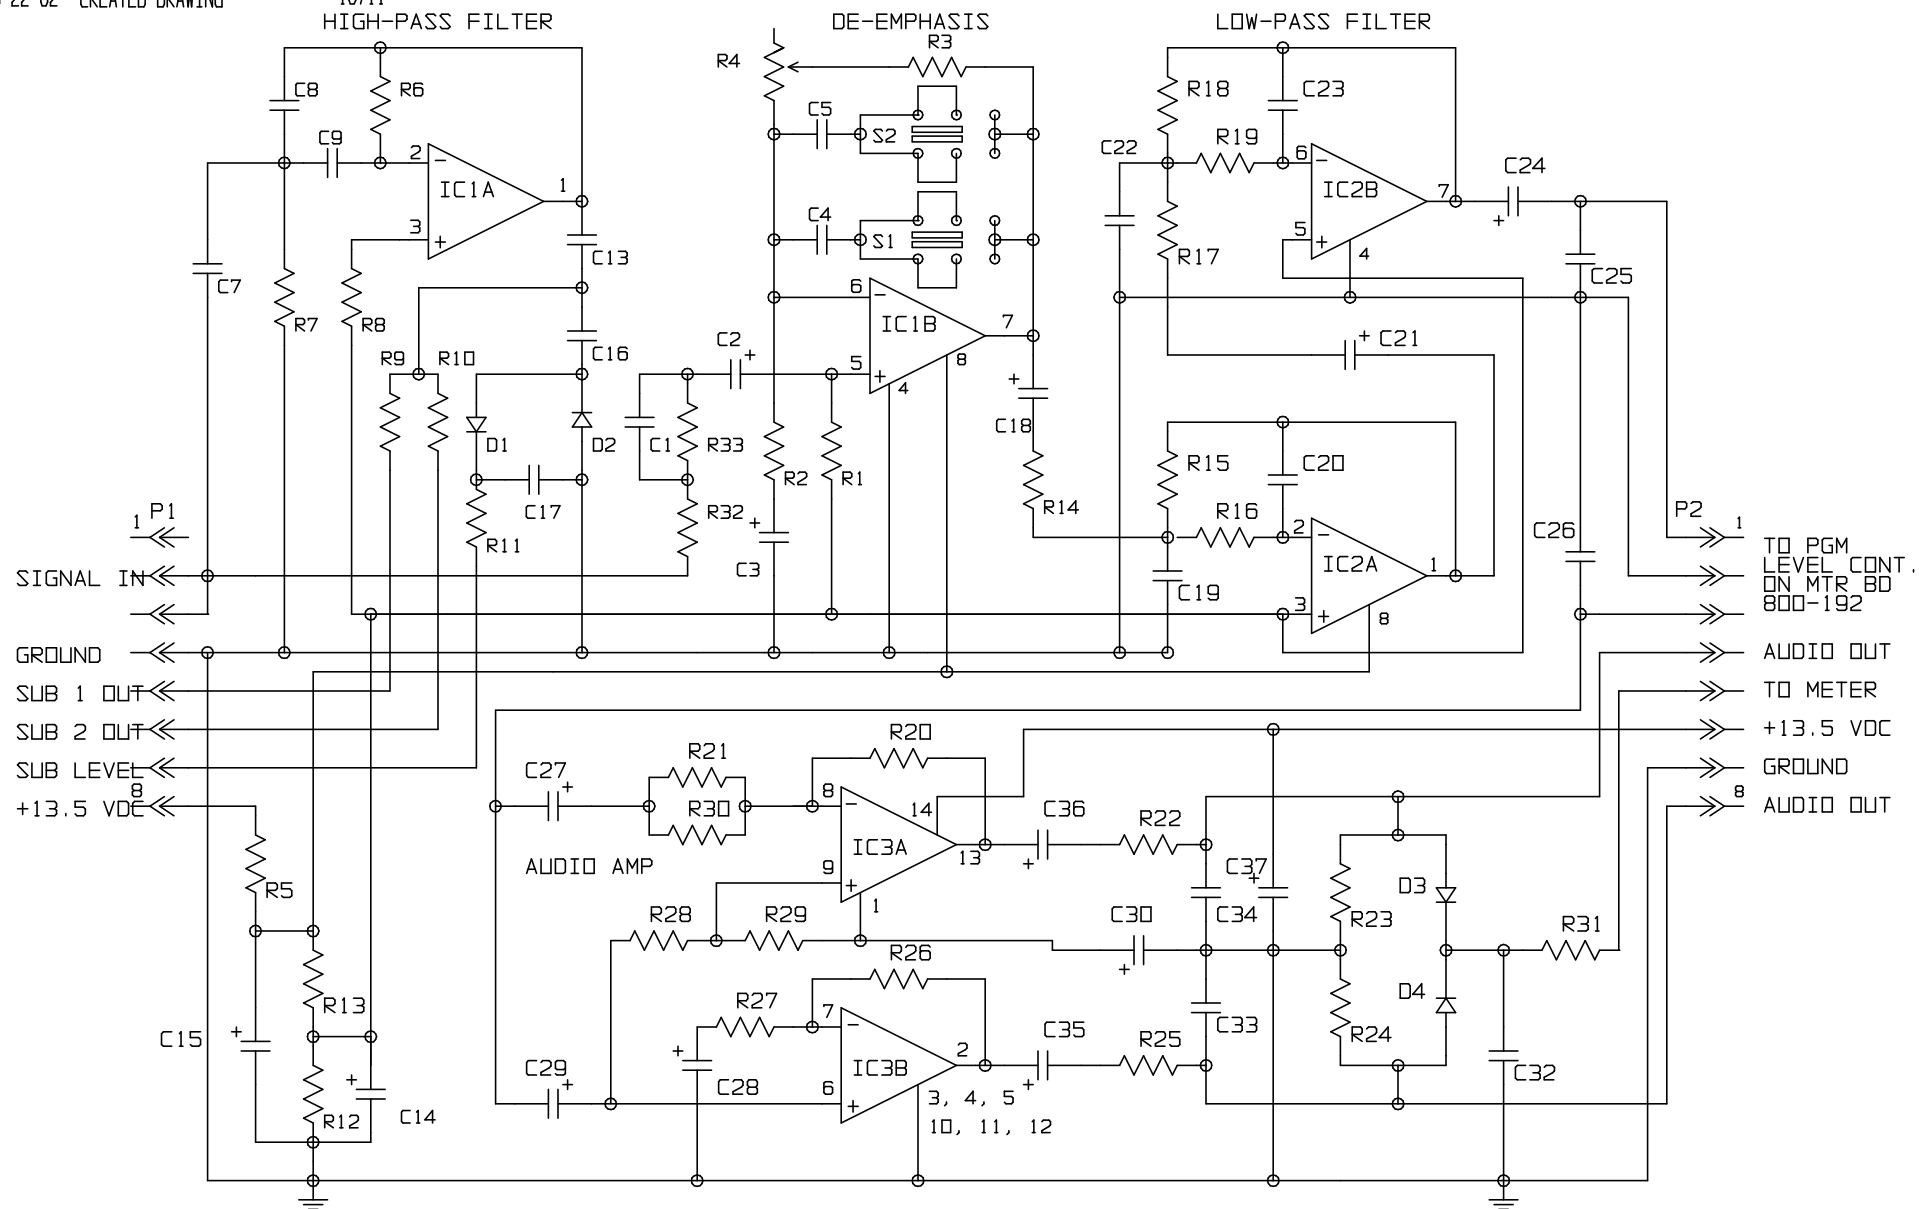 22 02 CREATED DRAWING
HIGH-PASS FILTER
DE-EMPHASIS
LOW-PASS FILTER
R4
R3
C8
R6
C5
S2
R18
C23
C9
2
IC1A
1
3
C22
R19
6
IC2B
7
C24
5
4
C4
S1
R17
C13
C25
C7
R7
R8
6
IC1B
7
8
5
4
C2
C16
R9
R10
C21
C18
D1
D2
C1
R33
R2
R1
R15
C20
C17
R11
R32
C3
R14
R16
2
IC2A
1
3
8
C19
C26
1
P1
SIGNAL IN
GROUND
SUB 1 OUT
SUB 2 OUT
SUB LEVEL
8
+13.5 VDC
P2
1
TO PGM
LEVEL CONT.
ON MTR BD
800-192
AUDIO OUT
TO METER
+13.5 VDC
GROUND
8
AUDIO OUT
R20
R21
C27
R30
8
14
IC3A
13
9
1
C36
R22
AUDIO AMP
R5
R28
R29
C30
C34
C37
R23
D3
R31
R26
R27
7
IC3B
2
6
C35
R25
C33
R24
D4
C32
R13
C15
R12
C14
C29
C28
3, 4, 5
10, 11, 12